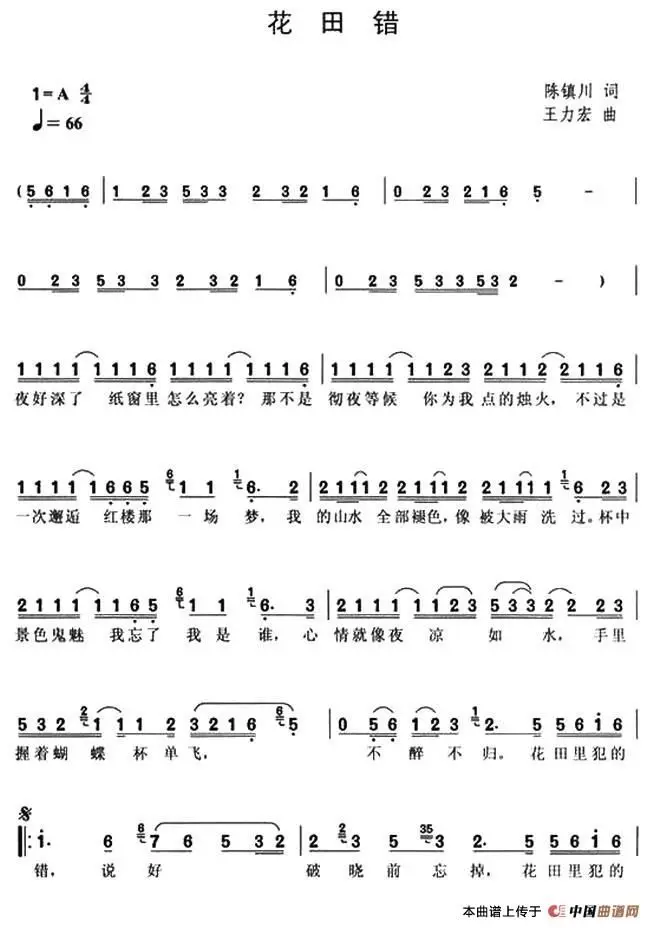 花 田 错
1=A 4/4
陈镇川 词
♩=66
王力宏 曲
( 5 6 1 6 | 1 2 3 5 3 3 2 3 2 1 6 | 0 2 3 2 1 6 5 – |
0 2 3 5 3 3 2 3 2 1 6 | 0 2 3 5 3 3 5 3 2 – ) |
1 1 1 1 1 1 1 6 1 1 1 1 1 1 1 6 | 1 1 1 1 1 1 2 3 2 1 1 2 2 1 1 6 |
夜好深了 纸窗里怎么亮着？那不是 彻夜等候 你为我 点的烛火，不过是
1 1 1 1 1 6 6 5 6 1 1 1 6. 2 | 2 1 1 1 2 1 1 1 2 1 1 2 1 6 2 3 |
一次邂逅 红楼那 一场 梦，我 的山水 全部褪色，像 被大雨 洗 过。杯中
2 1 1 1 1 1 6 5 6 1 1 1 6. 3 | 1 1 1 1 1 1 2 3 5 3 3 2 2 2 3 |
景色鬼魅 我忘了 我 是 谁，心 情就像夜 凉 如 水，手里
5 3 2 2 1 1 1 2 3 2 1 6 6 5 | 0 5 6 1 2 3 1 2. 5 5 6 1 6 |
握着蝴 蝶 杯 单 飞， 不 醉 不 归。花 田里犯的
1. 6 6 7 6 5 3 2 | 2 2 3 35 5 2. 5 5 6 1 6 |
错，说 好 破 晓 前 忘 掉，花 田里犯的
本曲谱上传于 中国曲谱网